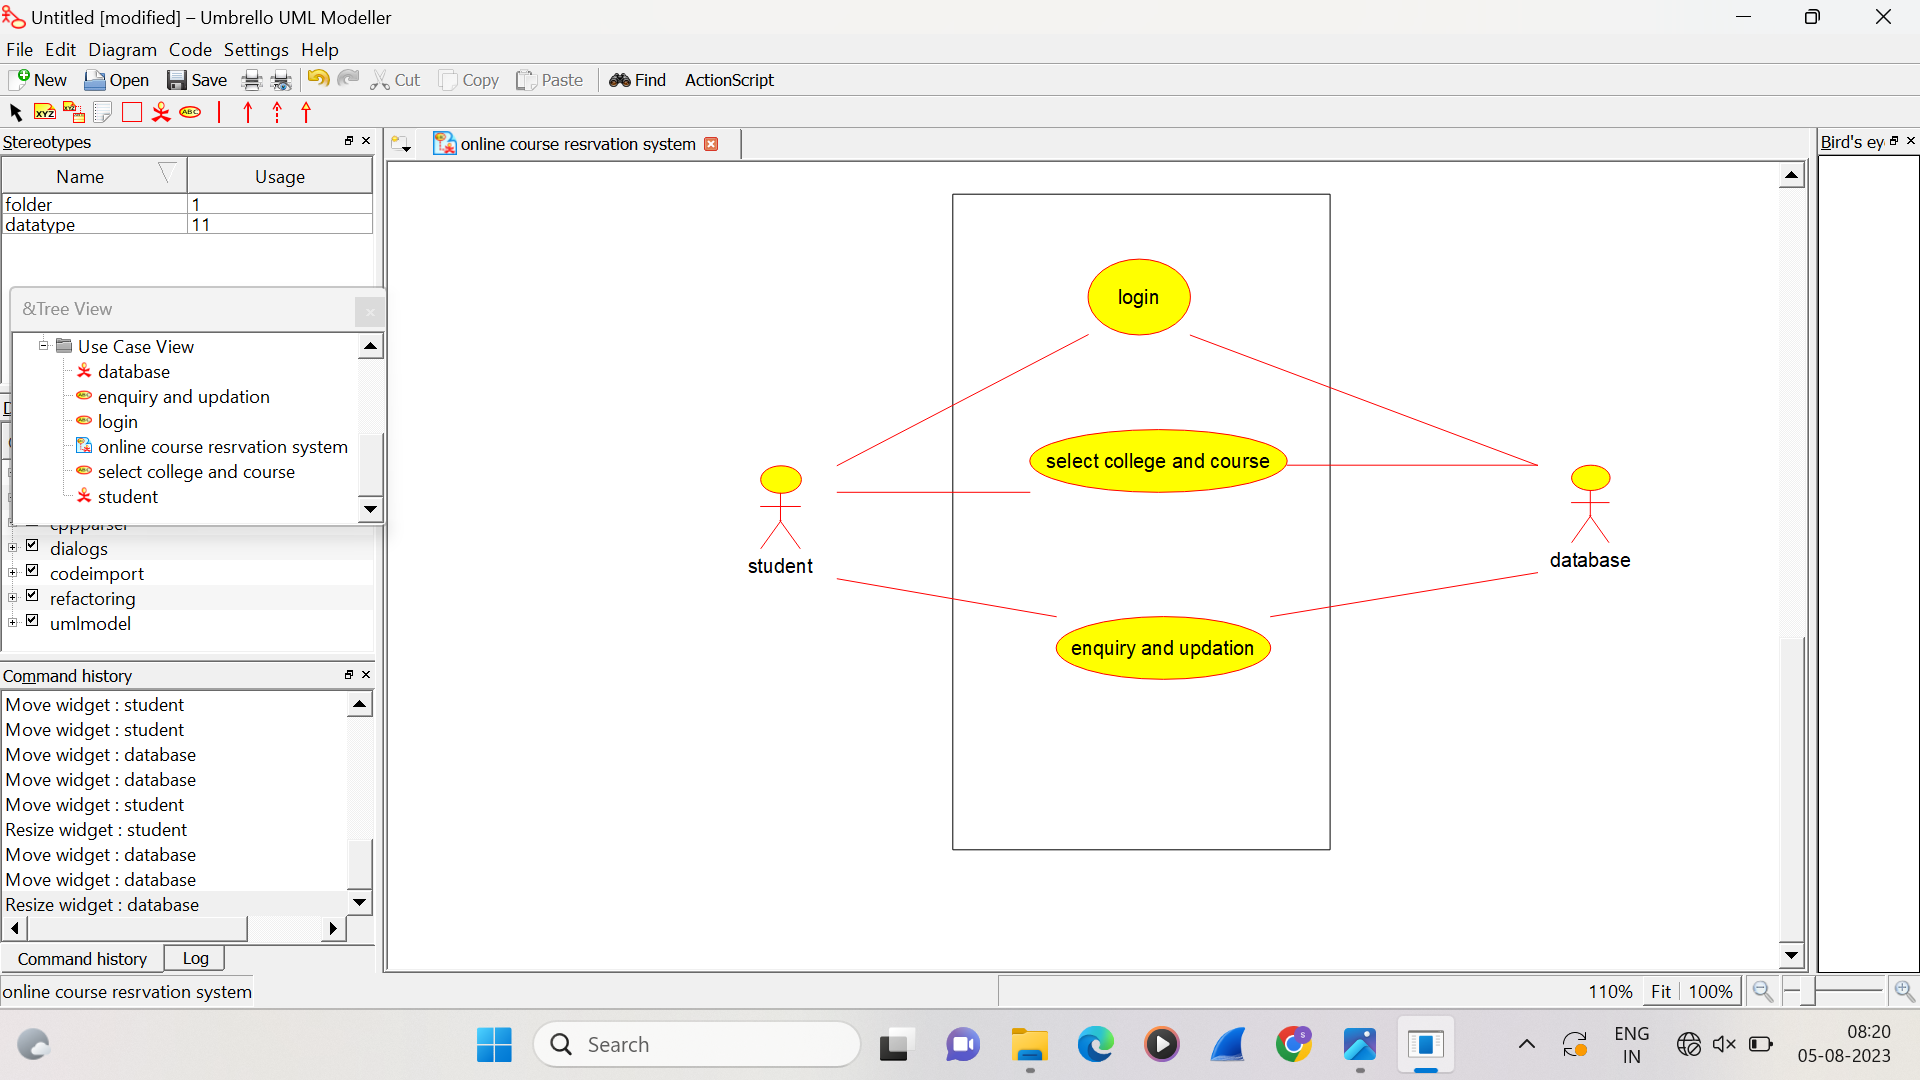 Untitled [modified] – Umbrello UML Modeller
File Edit Diagram Code Settings Help
New Open Save Cut Copy Paste Find ActionScript
XYZ XYZ ABC
Stereotypes
Name Usage
folder 1
datatype 11
&Tree View
Use Case View
database
enquiry and updation
login
online course resrvation system
select college and course
student
cppparser
dialogs
codeimport
refactoring
umlmodel
Command history
Move widget : student
Move widget : student
Move widget : database
Move widget : database
Move widget : student
Resize widget : student
Move widget : database
Move widget : database
Resize widget : database
Command history Log
online course resrvation system
online course resrvation system
login
select college and course
student
database
enquiry and updation
Bird's ey
110% Fit 100%
Search
ENG
IN
08:20
05-08-2023